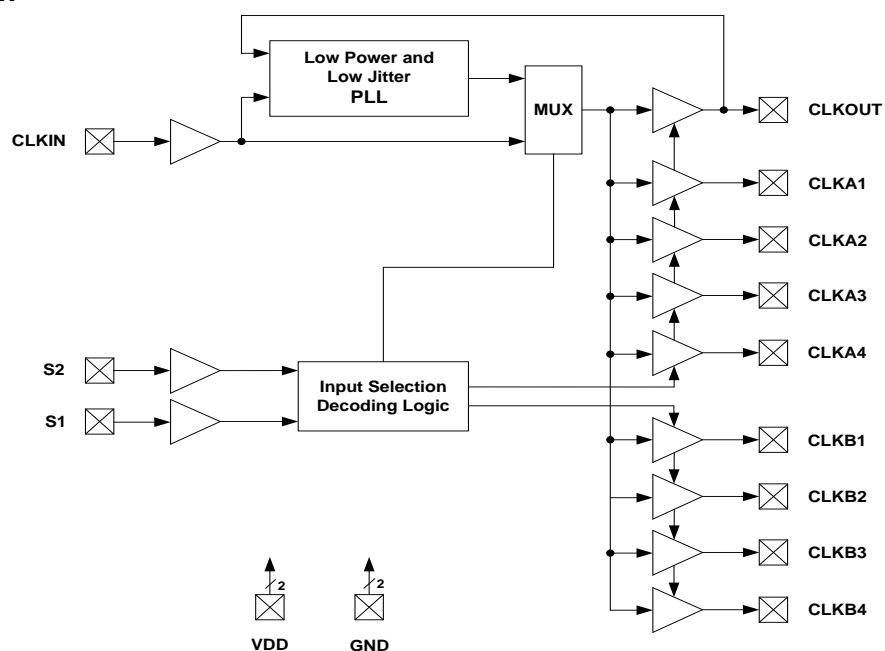 Low Power and
Low Jitter
PLL
MUX
CLKIN
CLKOUT
CLKA1
CLKA2
CLKA3
CLKA4
S2
S1
Input Selection
Decoding Logic
CLKB1
CLKB2
CLKB3
CLKB4
2
2
VDD
GND